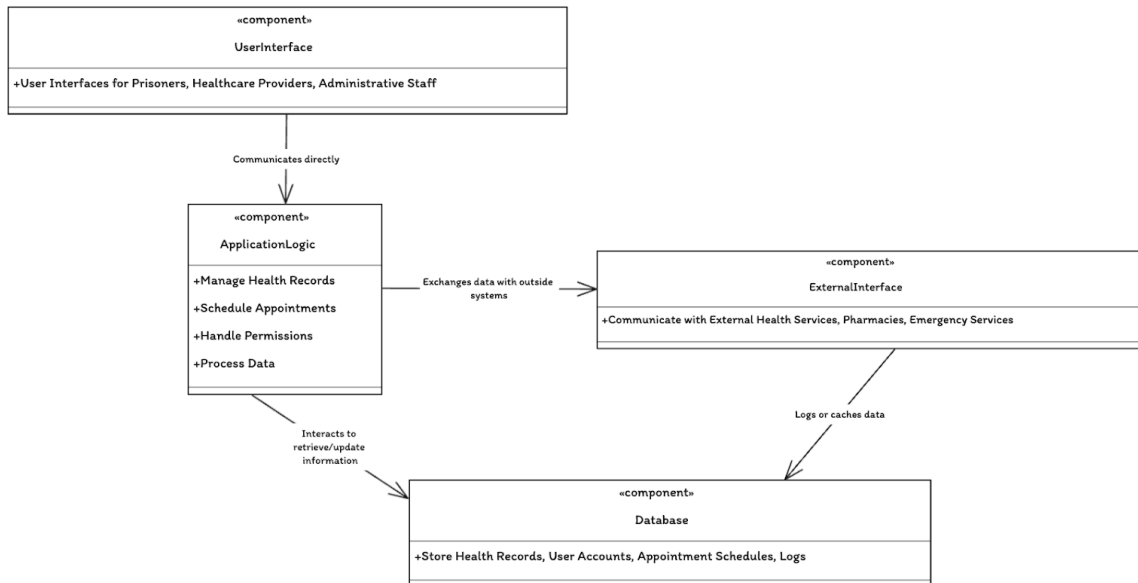 «component»
UserInterface
+User Interfaces for Prisoners, Healthcare Providers, Administrative Staff
Communicates directly
«component»
ApplicationLogic
+Manage Health Records
+Schedule Appointments
+Handle Permissions
+Process Data
Exchanges data with outside
systems
«component»
ExternalInterface
+Communicate with External Health Services, Pharmacies, Emergency Services
Interacts to
retrieve/update
information
Logs or caches data
«component»
Database
+Store Health Records, User Accounts, Appointment Schedules, Logs